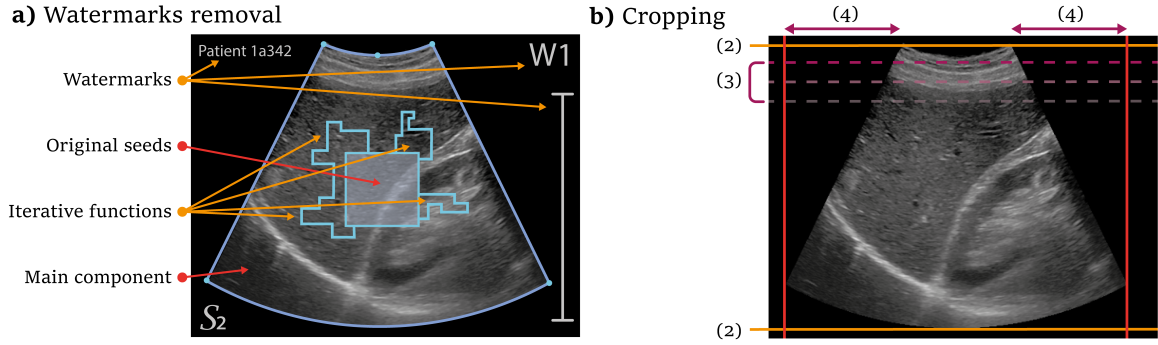 a) Watermarks removal
Patient 1a342
W1
Watermarks
Original seeds
Iterative functions
Main component
S2
b) Cropping
(4) (4)
(2)
(3)
(2)